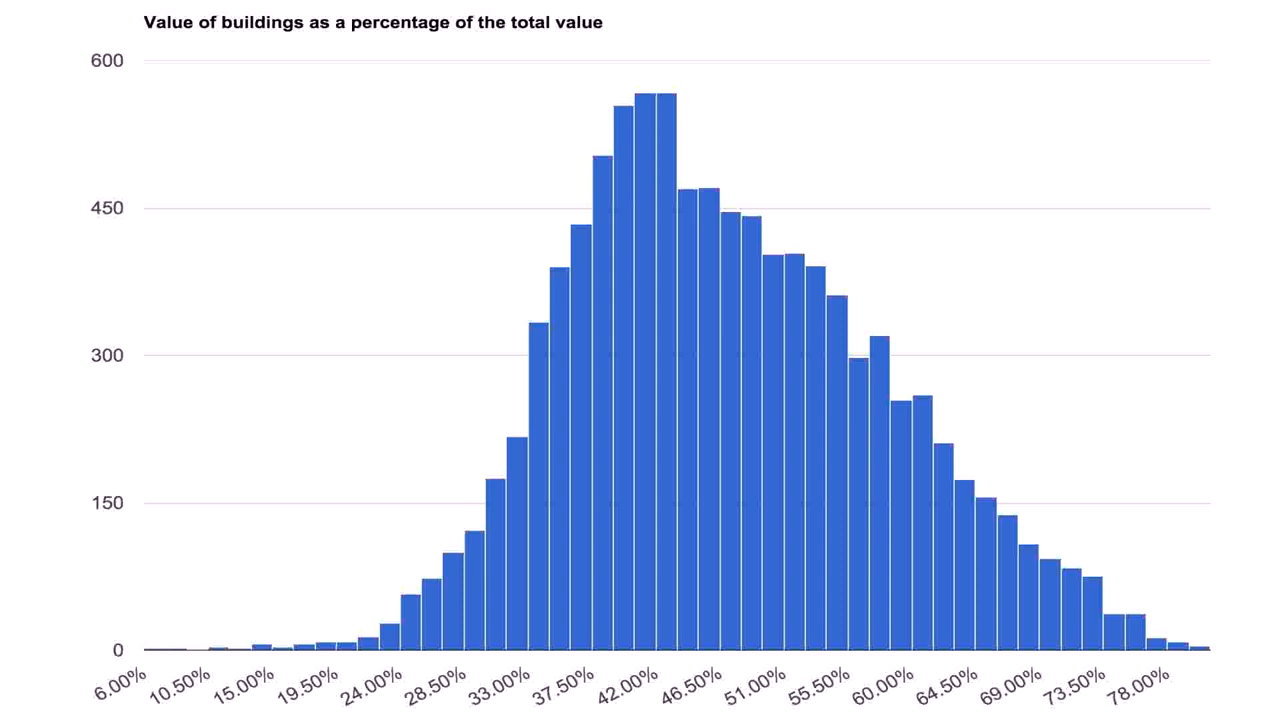 Value of buildings as a percentage of the total value
600
450
300
150
0
6.00% 10.50% 15.00% 19.50% 24.00% 28.50% 33.00% 37.50% 42.00% 46.50% 51.00% 55.50% 60.00% 64.50% 69.00% 73.50% 78.00%